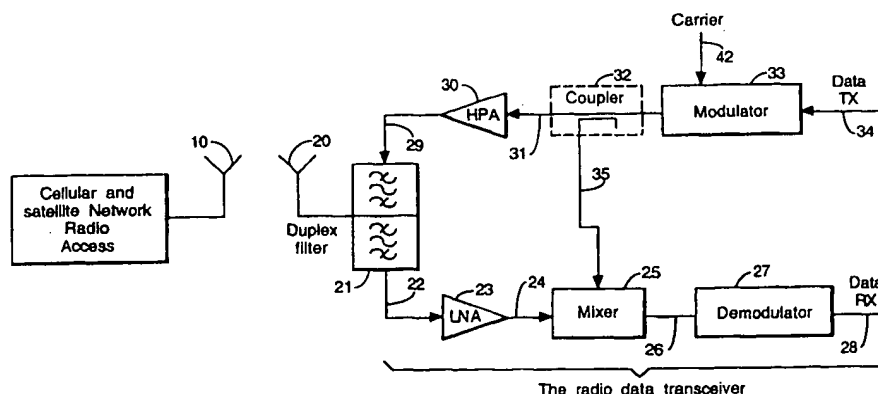 Carrier
42
32
33
30
Coupler
Data
TX
HPA
Modulator
31
34
29
10
20
35
Cellular and
satellite Network
Radio
Access
Duplex
filter
21
22
23
24
25
27
LNA
Mixer
Demodulator
Data
RX
26
28
The radio data transceiver